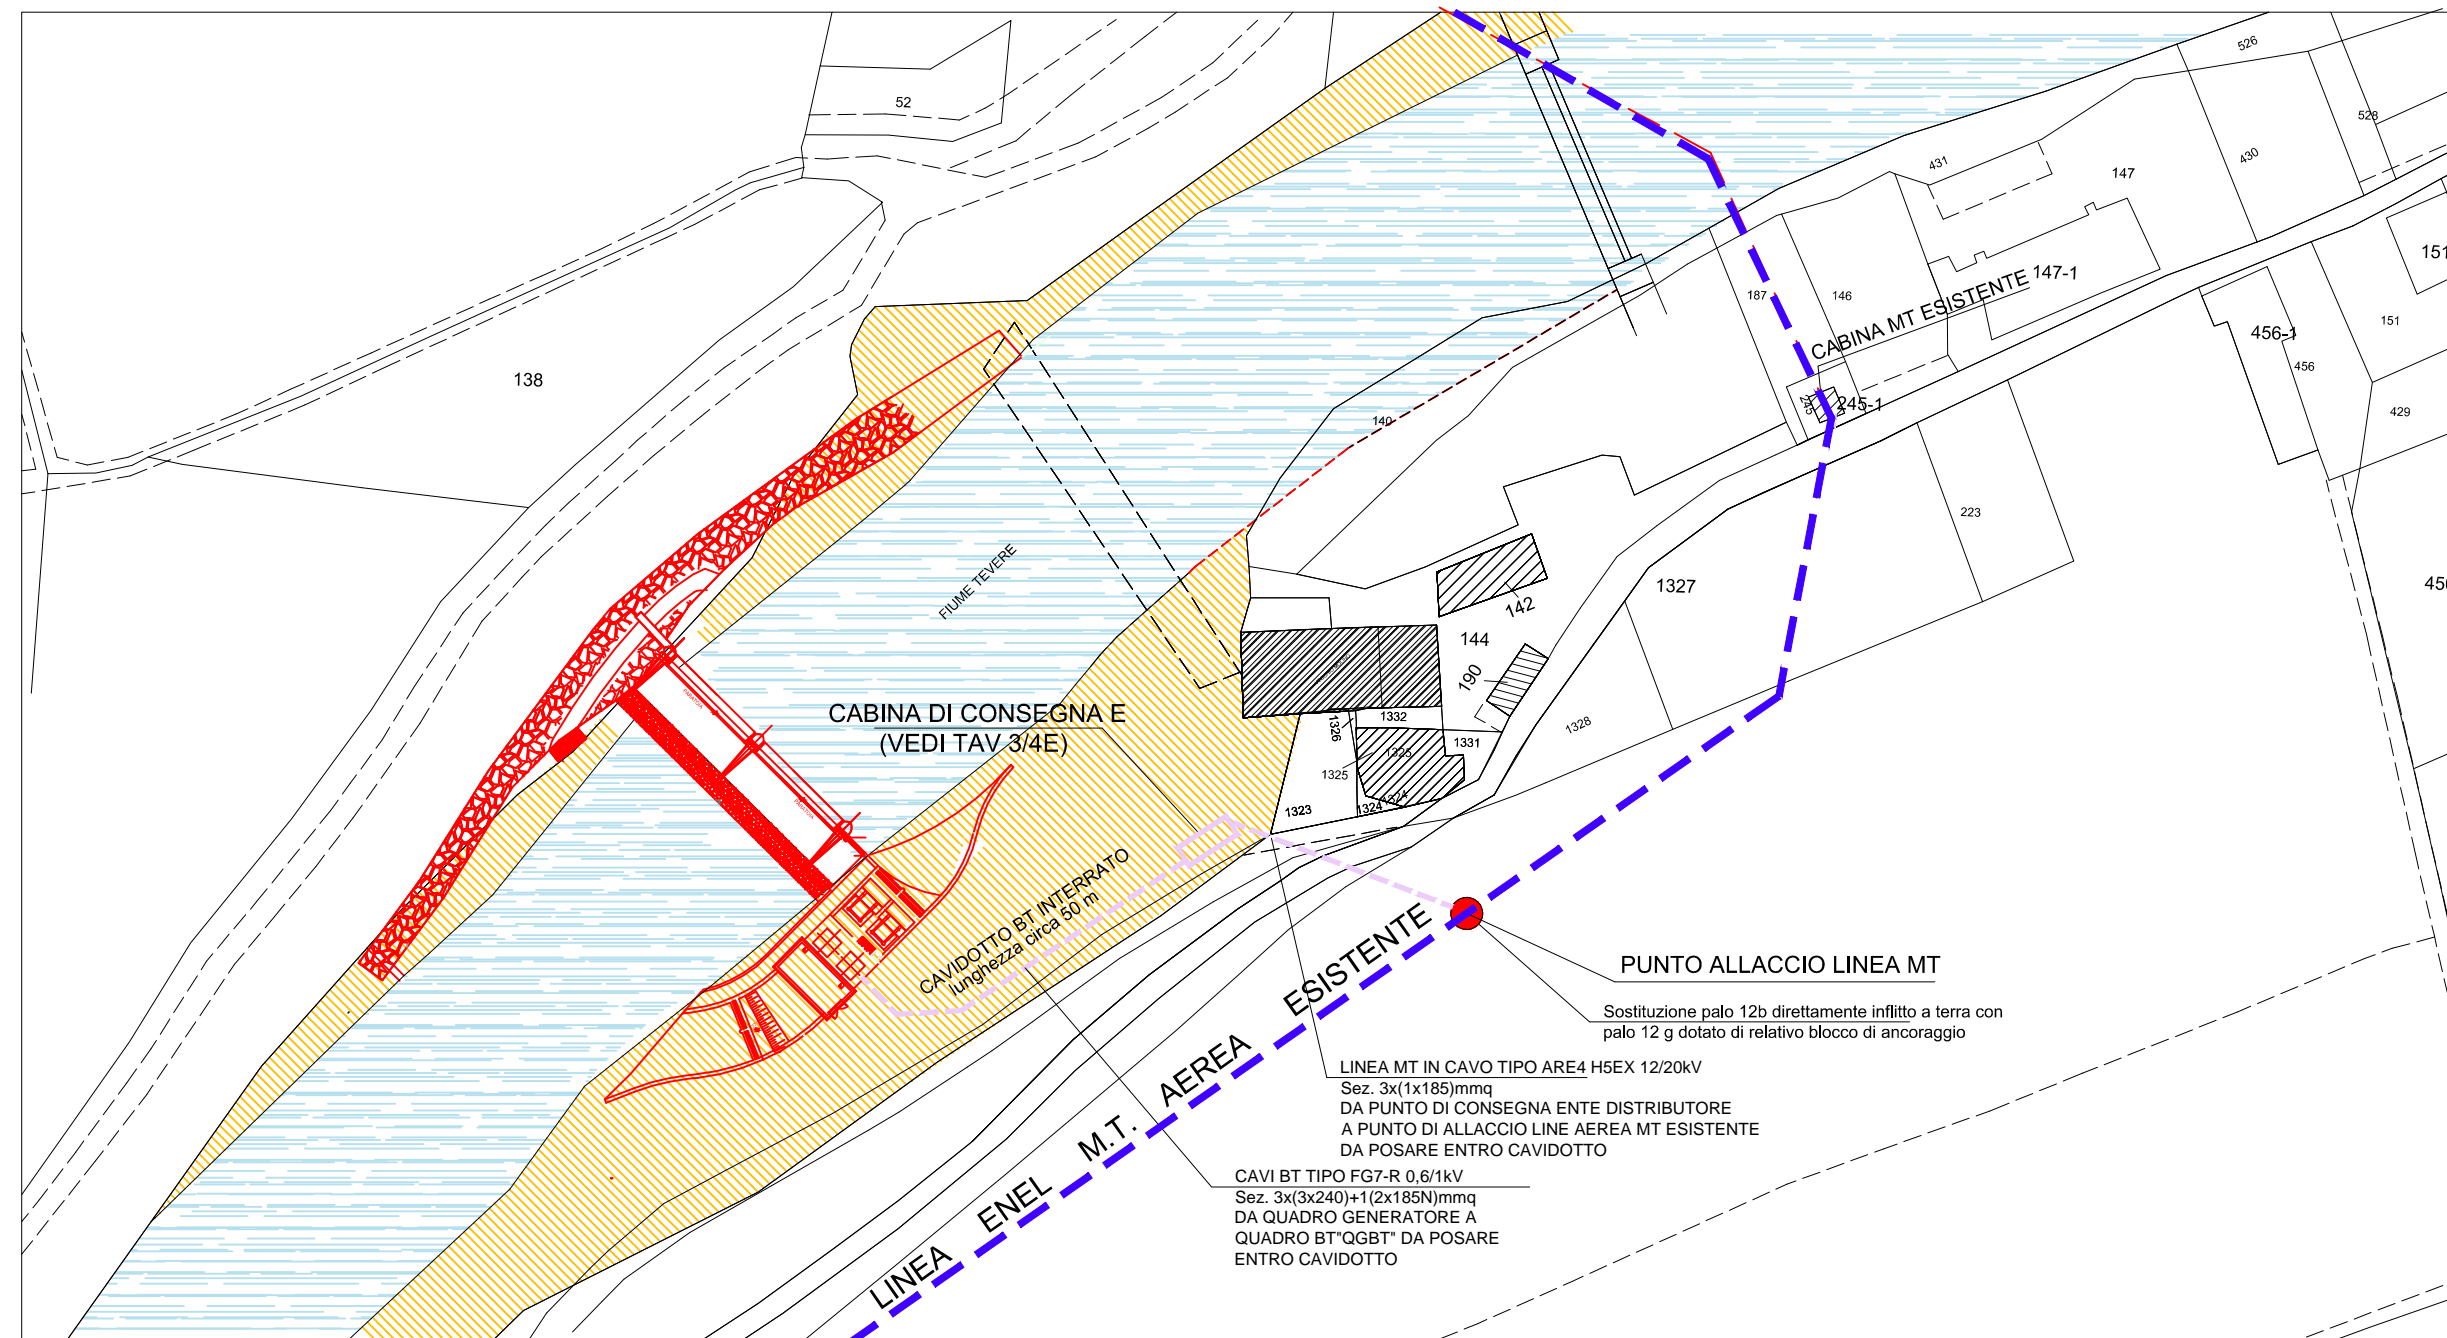 52
526
528
431
147
430
151
138
187
146
CABINA MT ESISTENTE 147-1
456-1
151
456
245
245-1
429
140
223
FIUME TEVERE
1327
142
144
190
1328
CABINA DI CONSEGNA E
(VEDI TAV 3/4E)
1326
1332
1331
1325
1325
1323
1324
1324
PARATOIA
PARATOIA
CAVIDOTTO BT INTERRATO
lunghezza circa 50 m
LINEA ENEL M.T. AEREA ESISTENTE
PUNTO ALLACCIO LINEA MT
Sostituzione palo 12b direttamente inflitto a terra con
palo 12 g dotato di relativo blocco di ancoraggio
LINEA MT IN CAVO TIPO ARE4 H5EX 12/20kV
Sez. 3x(1x185)mmq
DA PUNTO DI CONSEGNA ENTE DISTRIBUTORE
A PUNTO DI ALLACCIO LINE AEREA MT ESISTENTE
DA POSARE ENTRO CAVIDOTTO
CAVI BT TIPO FG7-R 0,6/1kV
Sez. 3x(3x240)+1(2x185N)mmq
DA QUADRO GENERATORE A
QUADRO BT"QGBT" DA POSARE
ENTRO CAVIDOTTO